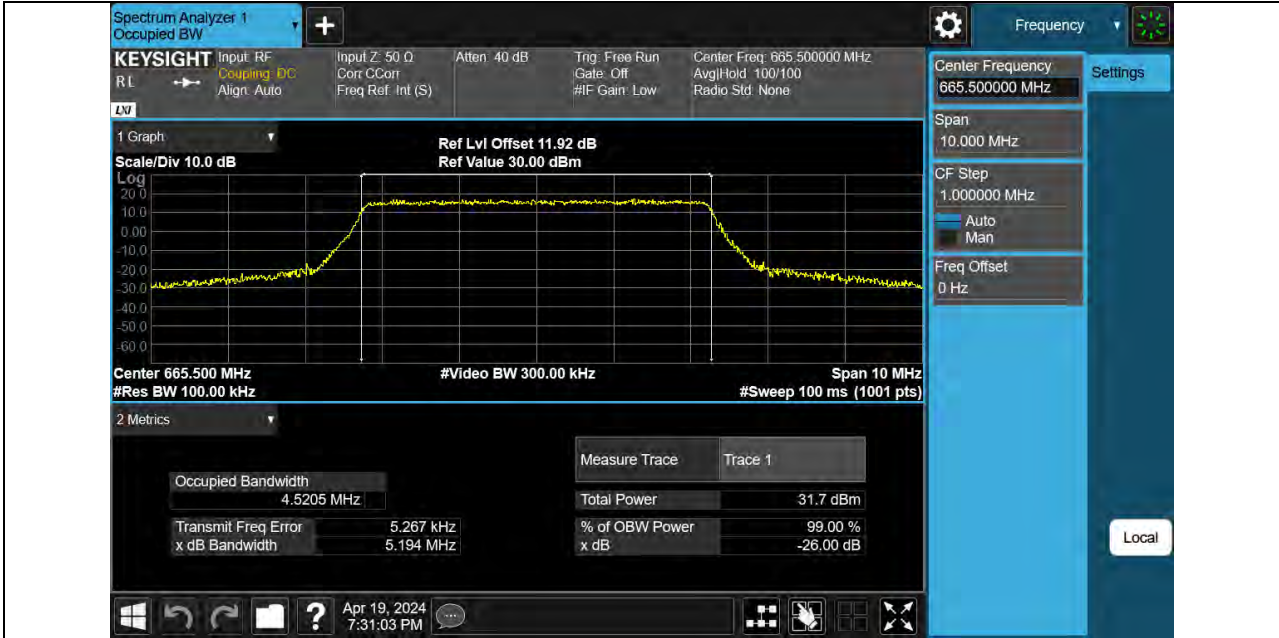 Spectrum Analyzer 1
Occupied BW
Frequency
KEYSIGHT
RL
LXI
Input: RF
Coupling: DC
Align: Auto
Input Z: 50 Ω
Corr CCorr
Freq Ref: Int (S)
Atten: 40 dB
Trig: Free Run
Gate: Off
#IF Gain: Low
Center Freq: 665.500000 MHz
Avg|Hold: 100/100
Radio Std: None
Center Frequency
665.500000 MHz
Settings
Span
10.000 MHz
CF Step
1.000000 MHz
Auto
Man
Freq Offset
0 Hz
Local
1 Graph
Scale/Div 10.0 dB
Ref Lvl Offset 11.92 dB
Ref Value 30.00 dBm
Log
20.0
10.0
0.00
-10.0
-20.0
-30.0
-40.0
-50.0
-60.0
Center 665.500 MHz
#Video BW 300.00 kHz
Span 10 MHz
#Res BW 100.00 kHz
#Sweep 100 ms (1001 pts)
2 Metrics
Measure Trace
Trace 1
Occupied Bandwidth
4.5205 MHz
Total Power
31.7 dBm
Transmit Freq Error
5.267 kHz
% of OBW Power
99.00 %
x dB Bandwidth
5.194 MHz
x dB
-26.00 dB
?
Apr 19, 2024
7:31:03 PM